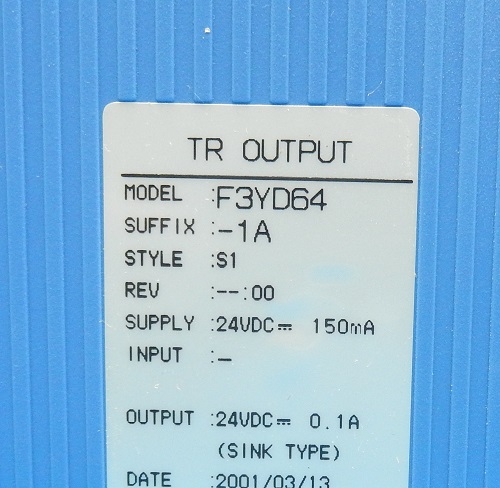 TR OUTPUT
MODEL :F3YD64
SUFFIX :-1A
STYLE :S1
REV :--:00
SUPPLY :24VDC⎓ 150mA
INPUT :-
OUTPUT :24VDC⎓ 0.1A
(SINK TYPE)
DATE :2001/03/13